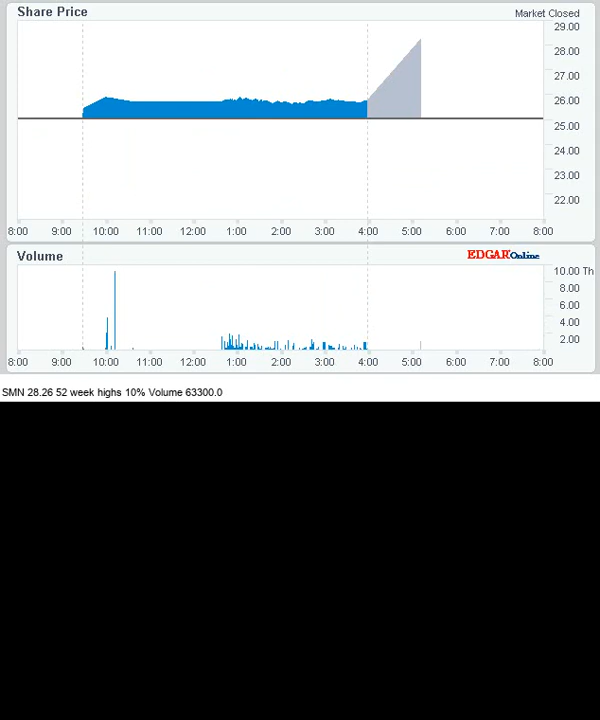 Share Price
Market Closed
29.00
28.00
27.00
26.00
25.00
24.00
23.00
22.00
8:00 9:00 10:00 11:00 12:00 1:00 2:00 3:00 4:00 5:00 6:00 7:00 8:00
Volume
EDGAR Online
10.00 Th
8.00
6.00
4.00
2.00
8:00 9:00 10:00 11:00 12:00 1:00 2:00 3:00 4:00 5:00 6:00 7:00 8:00
SMN 28.26 52 week highs 10% Volume 63300.0